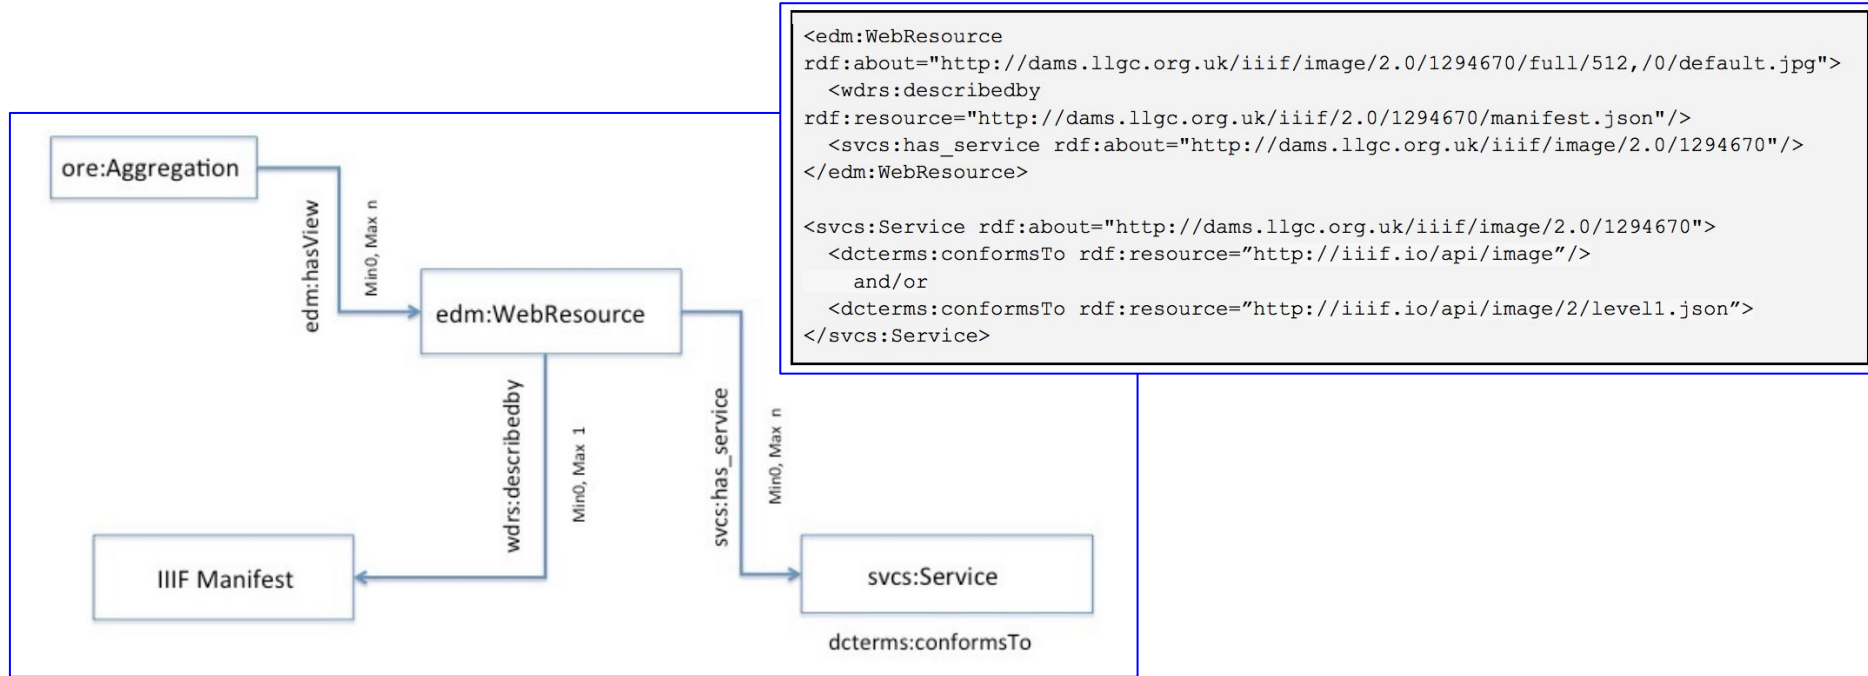 <edm:WebResource
rdf:about="http://dams.llgc.org.uk/iiif/image/2.0/1294670/full/512,/0/default.jpg">
<wdrs:describedby
rdf:resource="http://dams.llgc.org.uk/iiif/2.0/1294670/manifest.json"/>
<svcs:has_service rdf:about="http://dams.llgc.org.uk/iiif/image/2.0/1294670"/>
</edm:WebResource>
<svcs:Service rdf:about="http://dams.llgc.org.uk/iiif/image/2.0/1294670">
<dcterms:conformsTo rdf:resource=”http://iiif.io/api/image”/>
and/or
<dcterms:conformsTo rdf:resource=”http://iiif.io/api/image/2/level1.json”>
</svcs:Service>
ore:Aggregation
edm:hasView
Min0, Max n
edm:WebResource
wdrs:describedby
Min0, Max 1
svcs:has_service
Min0, Max n
IIIF Manifest
svcs:Service
dcterms:conformsTo